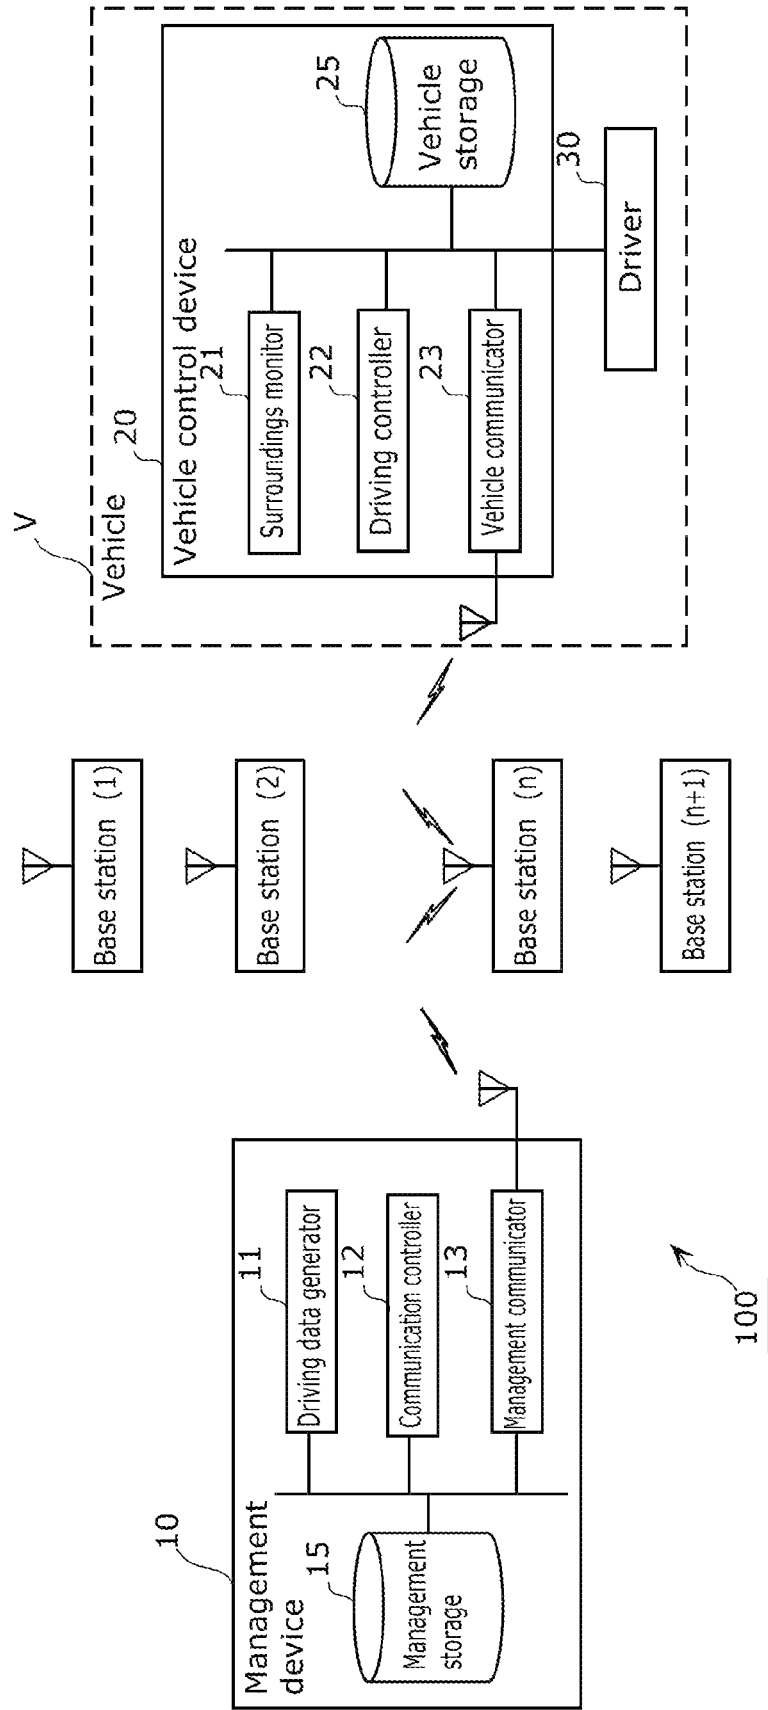 V
Vehicle
20
Vehicle control device
21
Surroundings monitor
22
Driving controller
23
Vehicle communicator
25
Vehicle
storage
30
Driver
Base station (1)
Base station (2)
Base station (n)
Base station (n+1)
10
Management
device
11
Driving data generator
12
Communication controller
13
Management communicator
15
Management
storage
100